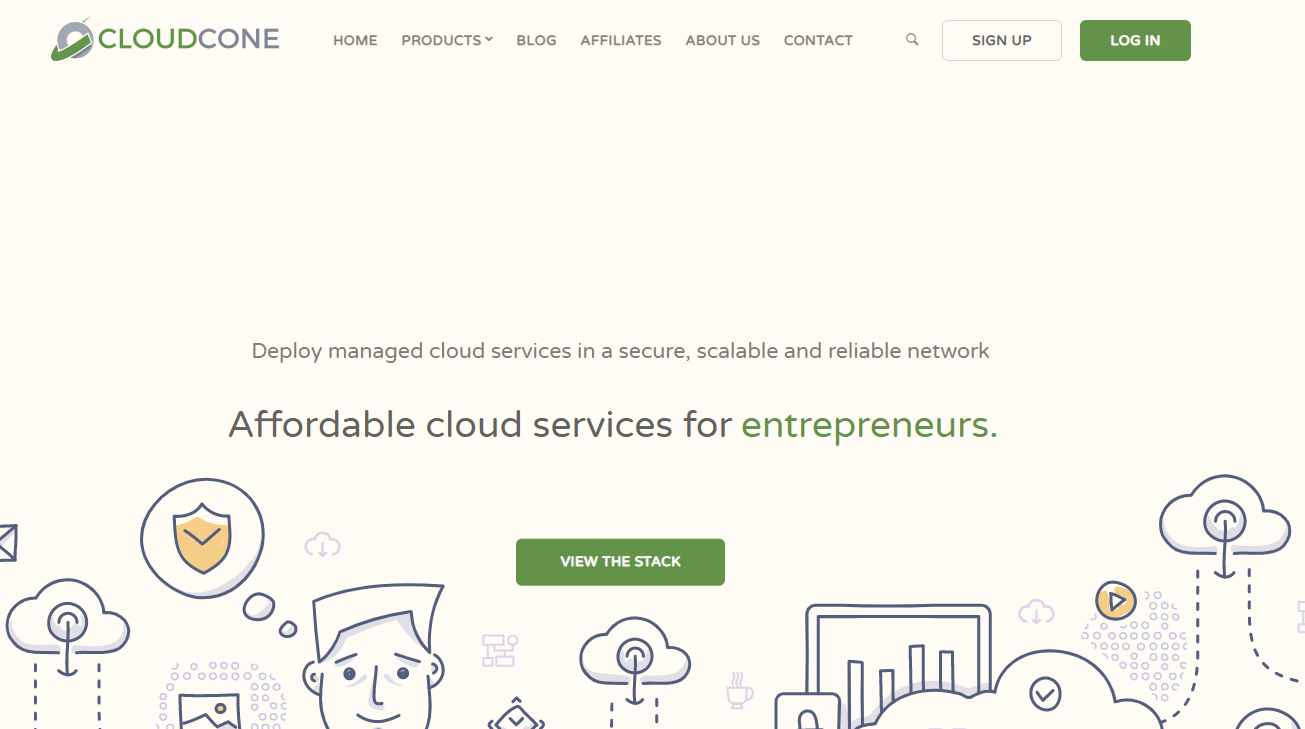 CLOUDCONE
HOME PRODUCTS BLOG AFFILIATES ABOUT US CONTACT SIGN UP LOG IN
Deploy managed cloud services in a secure, scalable and reliable network
Affordable cloud services for entrepreneurs.
VIEW THE STACK